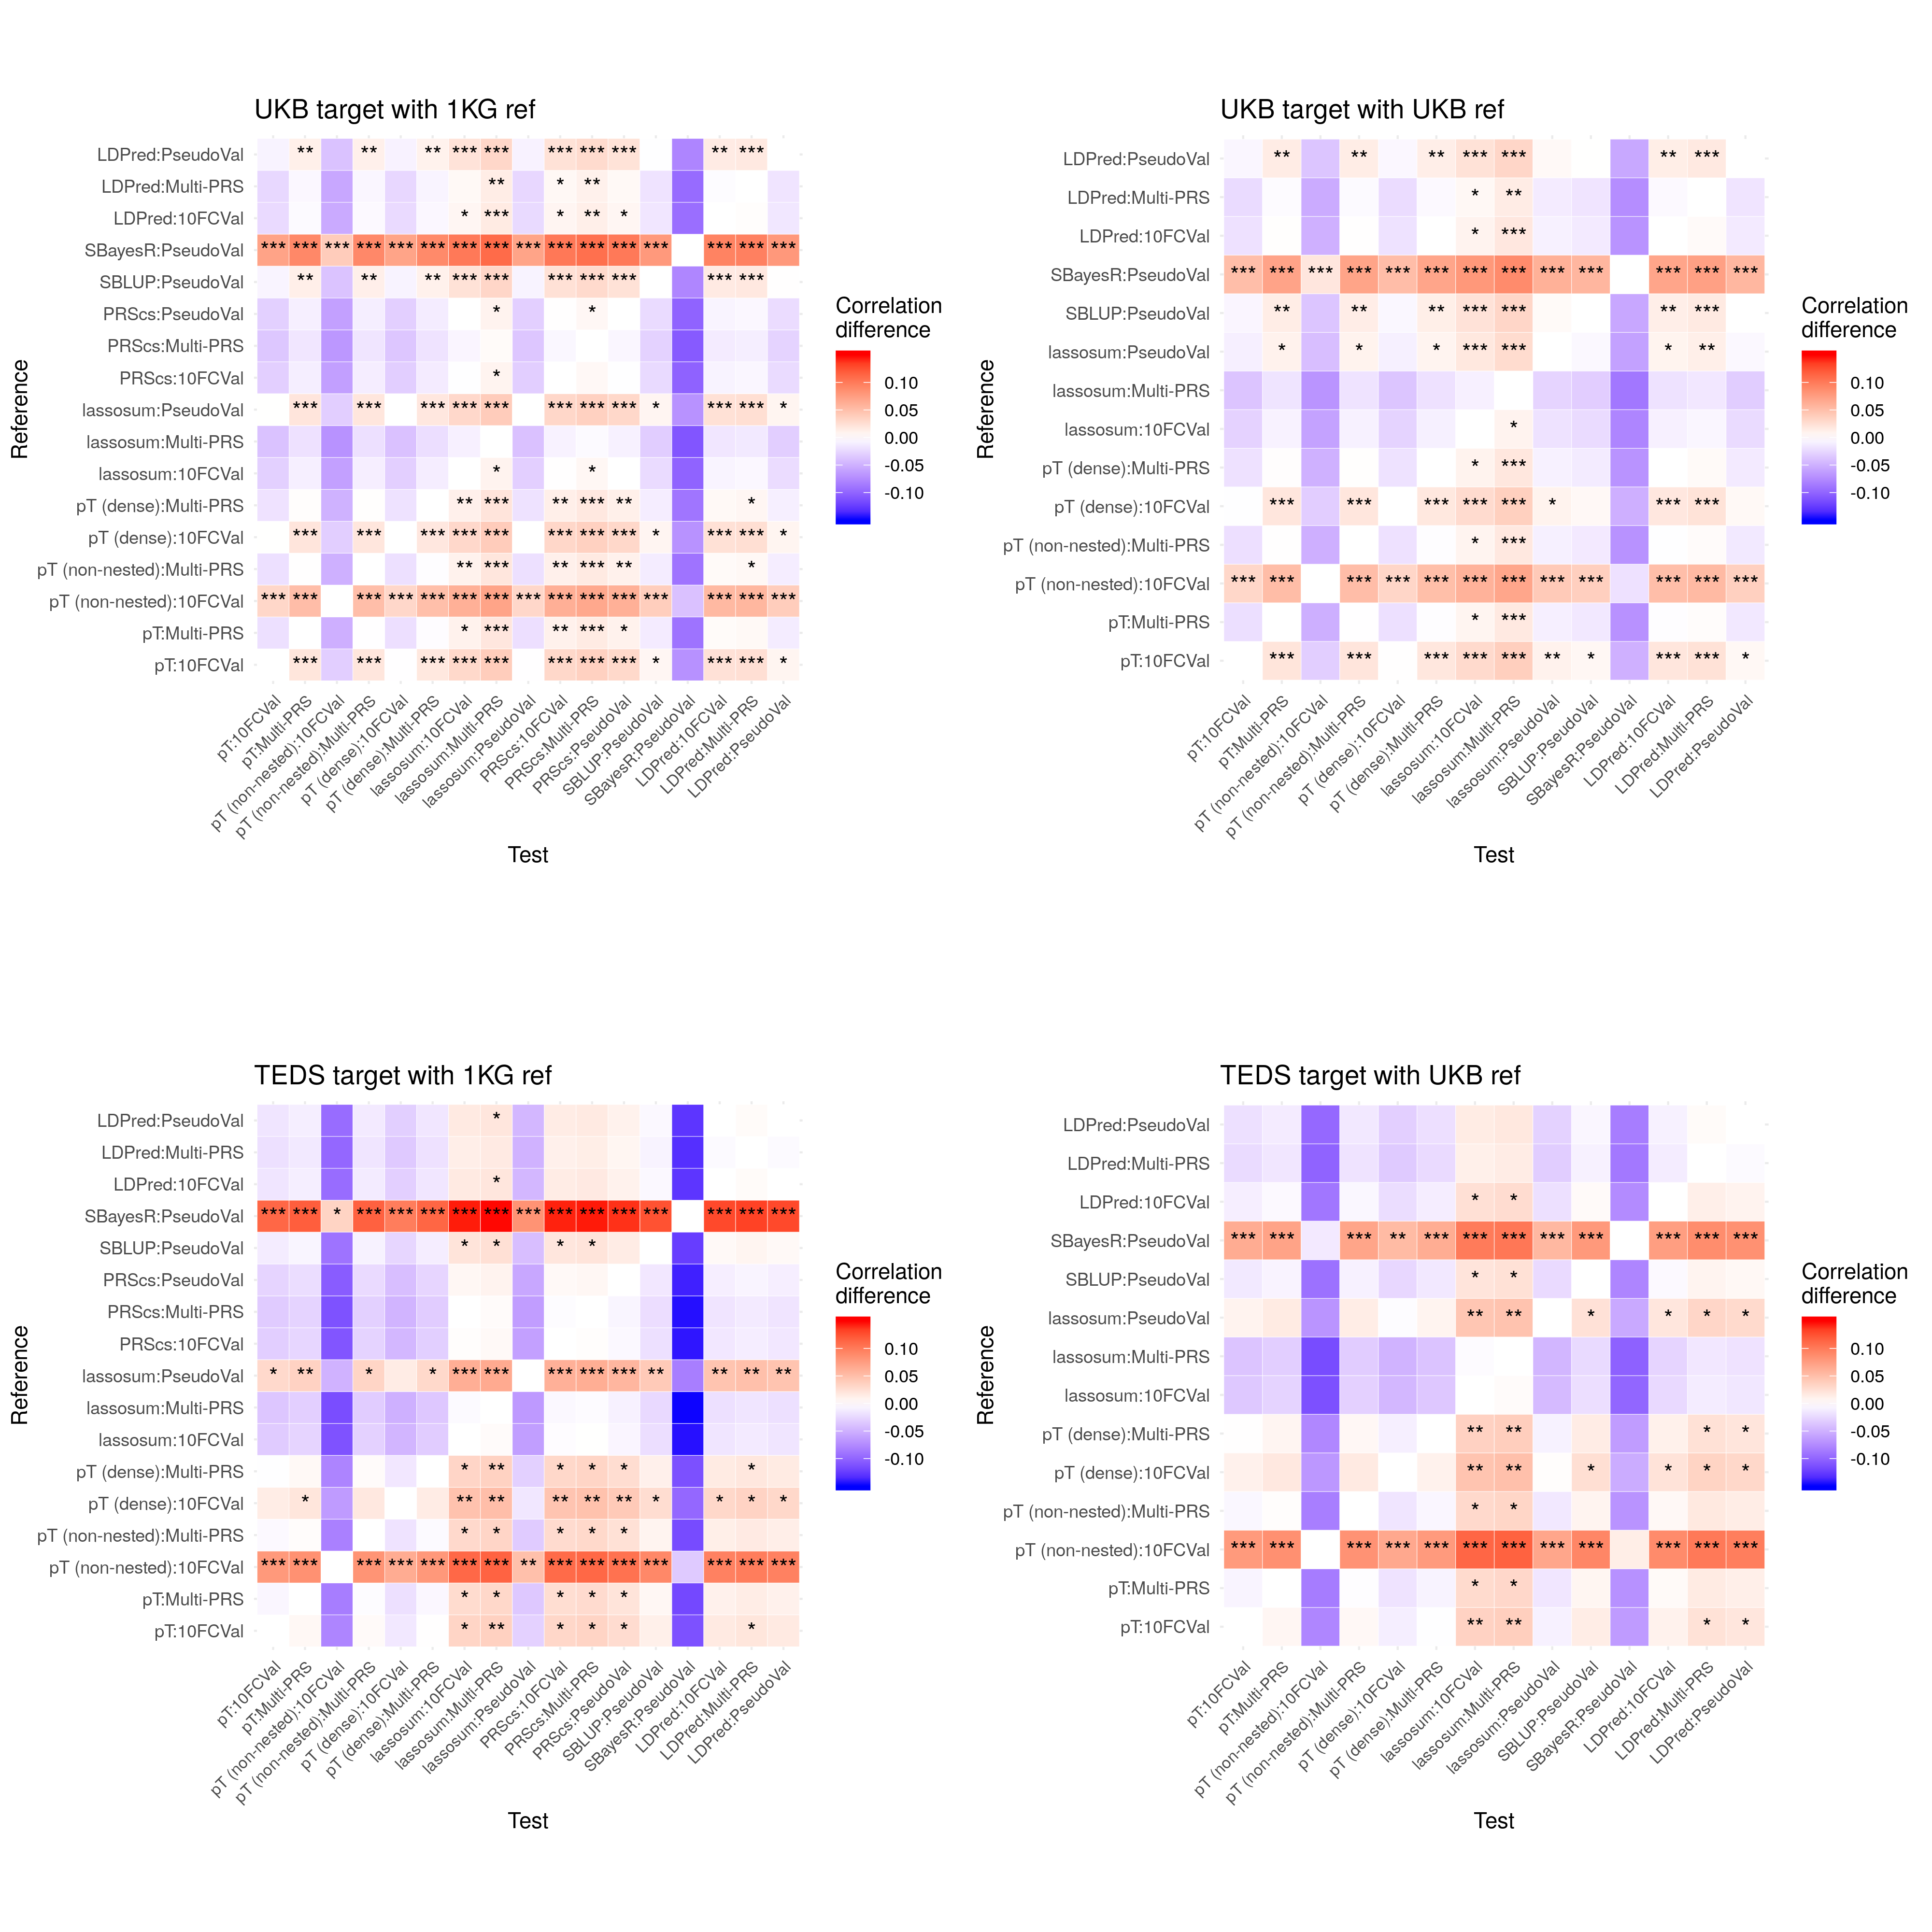 UKB target with 1KG ref
Reference
LDPred:PseudoVal ** ** ** *** *** *** *** *** ** ***
LDPred:Multi-PRS ** * **
LDPred:10FCVal * *** * ** *
SBayesR:PseudoVal *** *** *** *** *** *** *** *** *** *** *** *** *** *** *** ***
SBLUP:PseudoVal ** ** ** *** *** *** *** *** *** ***
PRScs:PseudoVal * *
PRScs:Multi-PRS
PRScs:10FCVal *
lassosum:PseudoVal *** *** *** *** *** *** *** *** * *** *** *
lassosum:Multi-PRS
lassosum:10FCVal * *
pT (dense):Multi-PRS ** *** ** *** ** *
pT (dense):10FCVal *** *** *** *** *** *** *** *** * *** *** *
pT (non-nested):Multi-PRS ** *** ** *** ** *
pT (non-nested):10FCVal *** *** *** *** *** *** *** *** *** *** *** *** *** *** ***
pT:Multi-PRS * *** ** *** *
pT:10FCVal *** *** *** *** *** *** *** *** * *** *** *
pT:10FCVal
pT:Multi-PRS
pT (non-nested):10FCVal
pT (non-nested):Multi-PRS
pT (dense):10FCVal
pT (dense):Multi-PRS
lassosum:10FCVal
lassosum:Multi-PRS
lassosum:PseudoVal
PRScs:10FCVal
PRScs:Multi-PRS
PRScs:PseudoVal
SBLUP:PseudoVal
SBayesR:PseudoVal
LDPred:10FCVal
LDPred:Multi-PRS
LDPred:PseudoVal
Test
Correlation
difference
0.10
0.05
0.00
-0.05
-0.10
UKB target with UKB ref
Reference
LDPred:PseudoVal ** ** ** *** *** ** ***
LDPred:Multi-PRS * **
LDPred:10FCVal * ***
SBayesR:PseudoVal *** *** *** *** *** *** *** *** *** *** *** *** ***
SBLUP:PseudoVal ** ** ** *** *** ** ***
lassosum:PseudoVal * * * *** *** * **
lassosum:Multi-PRS
lassosum:10FCVal *
pT (dense):Multi-PRS * ***
pT (dense):10FCVal *** *** *** *** *** * *** ***
pT (non-nested):Multi-PRS * ***
pT (non-nested):10FCVal *** *** *** *** *** *** *** *** *** *** *** ***
pT:Multi-PRS * ***
pT:10FCVal *** *** *** *** *** ** * *** *** *
pT:10FCVal
pT:Multi-PRS
pT (non-nested):10FCVal
pT (non-nested):Multi-PRS
pT (dense):10FCVal
pT (dense):Multi-PRS
lassosum:10FCVal
lassosum:Multi-PRS
lassosum:PseudoVal
SBLUP:PseudoVal
SBayesR:PseudoVal
LDPred:10FCVal
LDPred:Multi-PRS
LDPred:PseudoVal
Test
Correlation
difference
0.10
0.05
0.00
-0.05
-0.10
TEDS target with 1KG ref
Reference
LDPred:PseudoVal *
LDPred:Multi-PRS
LDPred:10FCVal *
SBayesR:PseudoVal *** *** * *** *** *** *** *** *** *** *** *** *** *** *** ***
SBLUP:PseudoVal * * * *
PRScs:PseudoVal
PRScs:Multi-PRS
PRScs:10FCVal
lassosum:PseudoVal * ** * * *** *** *** *** *** ** ** ** **
lassosum:Multi-PRS
lassosum:10FCVal
pT (dense):Multi-PRS * ** * * * *
pT (dense):10FCVal * ** ** ** ** ** * * * *
pT (non-nested):Multi-PRS * * * * *
pT (non-nested):10FCVal *** *** *** *** *** *** *** ** *** *** *** *** *** *** ***
pT:Multi-PRS * * * * *
pT:10FCVal * ** * * * *
pT:10FCVal
pT:Multi-PRS
pT (non-nested):10FCVal
pT (non-nested):Multi-PRS
pT (dense):10FCVal
pT (dense):Multi-PRS
lassosum:10FCVal
lassosum:Multi-PRS
lassosum:PseudoVal
PRScs:10FCVal
PRScs:Multi-PRS
PRScs:PseudoVal
SBLUP:PseudoVal
SBayesR:PseudoVal
LDPred:10FCVal
LDPred:Multi-PRS
LDPred:PseudoVal
Test
Correlation
difference
0.10
0.05
0.00
-0.05
-0.10
TEDS target with UKB ref
Reference
LDPred:PseudoVal
LDPred:Multi-PRS
LDPred:10FCVal * *
SBayesR:PseudoVal *** *** *** ** *** *** *** *** *** *** *** ***
SBLUP:PseudoVal * *
lassosum:PseudoVal ** ** * * * *
lassosum:Multi-PRS
lassosum:10FCVal
pT (dense):Multi-PRS ** ** * *
pT (dense):10FCVal ** ** * * * *
pT (non-nested):Multi-PRS * *
pT (non-nested):10FCVal *** *** *** *** *** *** *** *** *** *** *** ***
pT:Multi-PRS * *
pT:10FCVal ** ** * *
pT:10FCVal
pT:Multi-PRS
pT (non-nested):10FCVal
pT (non-nested):Multi-PRS
pT (dense):10FCVal
pT (dense):Multi-PRS
lassosum:10FCVal
lassosum:Multi-PRS
lassosum:PseudoVal
SBLUP:PseudoVal
SBayesR:PseudoVal
LDPred:10FCVal
LDPred:Multi-PRS
LDPred:PseudoVal
Test
Correlation
difference
0.10
0.05
0.00
-0.05
-0.10